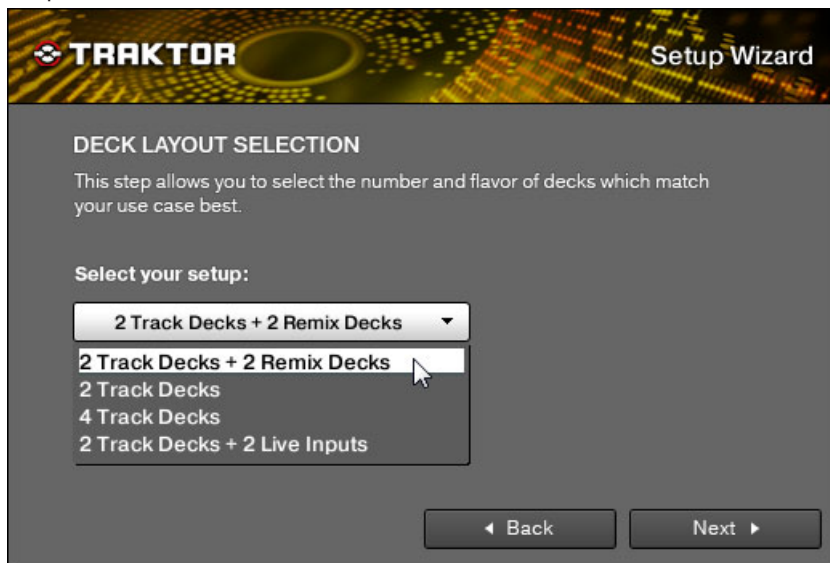 TRAKTOR
Setup Wizard
DECK LAYOUT SELECTION
This step allows you to select the number and flavor of decks which match
your use case best.
Select your setup:
2 Track Decks + 2 Remix Decks
2 Track Decks + 2 Remix Decks
2 Track Decks
4 Track Decks
2 Track Decks + 2 Live Inputs
Back
Next